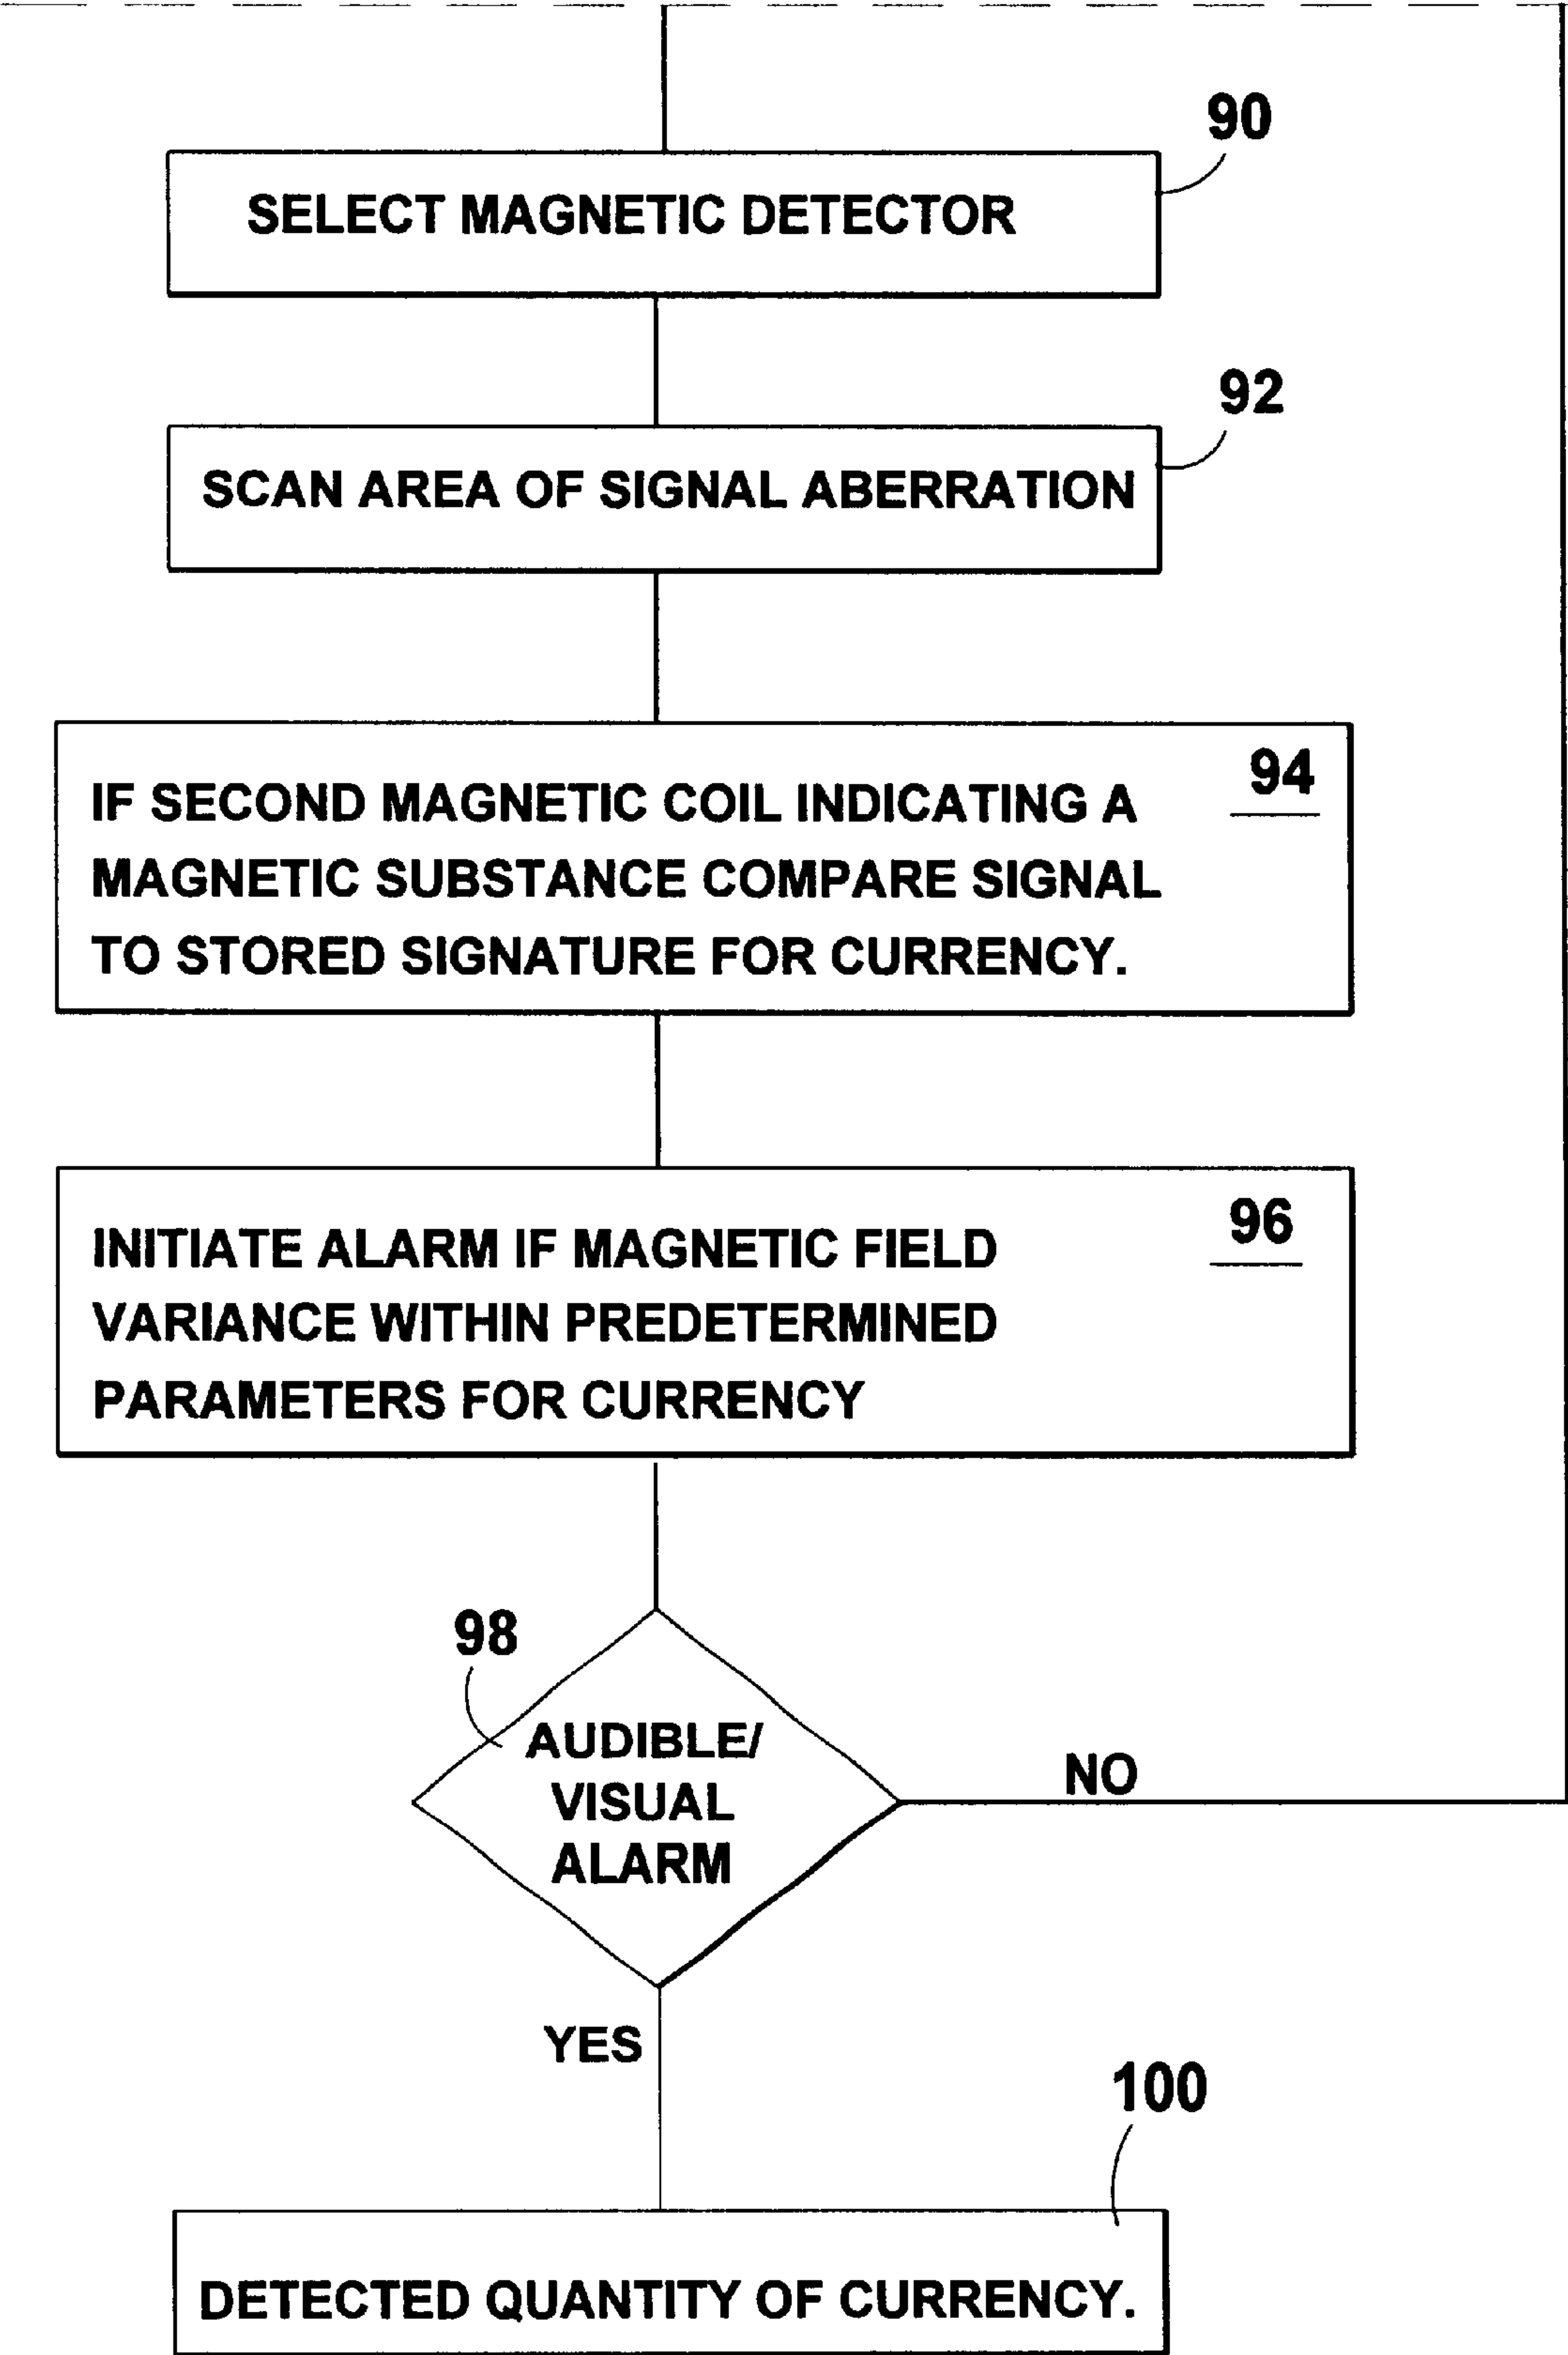 90
SELECT MAGNETIC DETECTOR
92
SCAN AREA OF SIGNAL ABERRATION
94
IF SECOND MAGNETIC COIL INDICATING A
MAGNETIC SUBSTANCE COMPARE SIGNAL
TO STORED SIGNATURE FOR CURRENCY.
96
INITIATE ALARM IF MAGNETIC FIELD
VARIANCE WITHIN PREDETERMINED
PARAMETERS FOR CURRENCY
98
AUDIBLE/
VISUAL
ALARM
NO
YES
100
DETECTED QUANTITY OF CURRENCY.